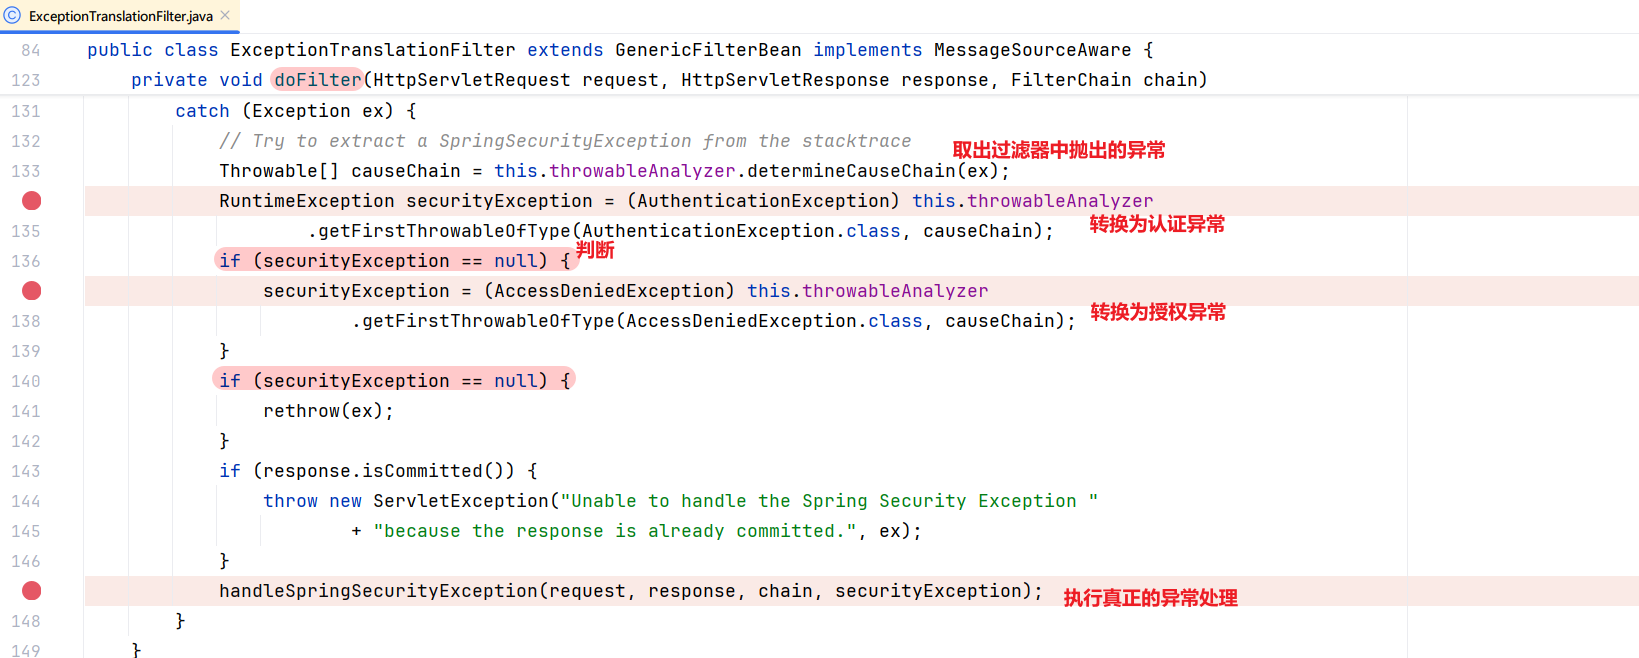 ExceptionTranslationFilter.java
84 public class ExceptionTranslationFilter extends GenericFilterBean implements MessageSourceAware {
123 private void doFilter(HttpServletRequest request, HttpServletResponse response, FilterChain chain)
131 catch (Exception ex) {
132 // Try to extract a SpringSecurityException from the stacktrace
取出过滤器中抛出的异常
133 Throwable[] causeChain = this.throwableAnalyzer.determineCauseChain(ex);
RuntimeException securityException = (AuthenticationException) this.throwableAnalyzer
135 .getFirstThrowableOfType(AuthenticationException.class, causeChain); 转换为认证异常
136 if (securityException == null) { 判断
securityException = (AccessDeniedException) this.throwableAnalyzer
138 .getFirstThrowableOfType(AccessDeniedException.class, causeChain); 转换为授权异常
139 }
140 if (securityException == null) {
141 rethrow(ex);
142 }
143 if (response.isCommitted()) {
144 throw new ServletException("Unable to handle the Spring Security Exception "
145 + "because the response is already committed.", ex);
146 }
handleSpringSecurityException(request, response, chain, securityException); 执行真正的异常处理
148 }
149 }